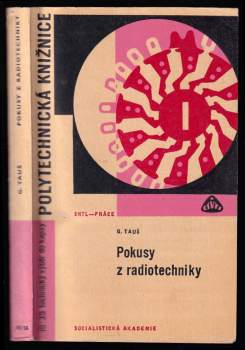 G. TAUŠ POKUSY Z RADIOTECHNIKY
POLYTECHNICKÁ KNIŽNICE
SNTL—PRÁCE
G. TAUŠ
Pokusy
z radiotechniky
SOCIALISTICKÁ AKADEMIE